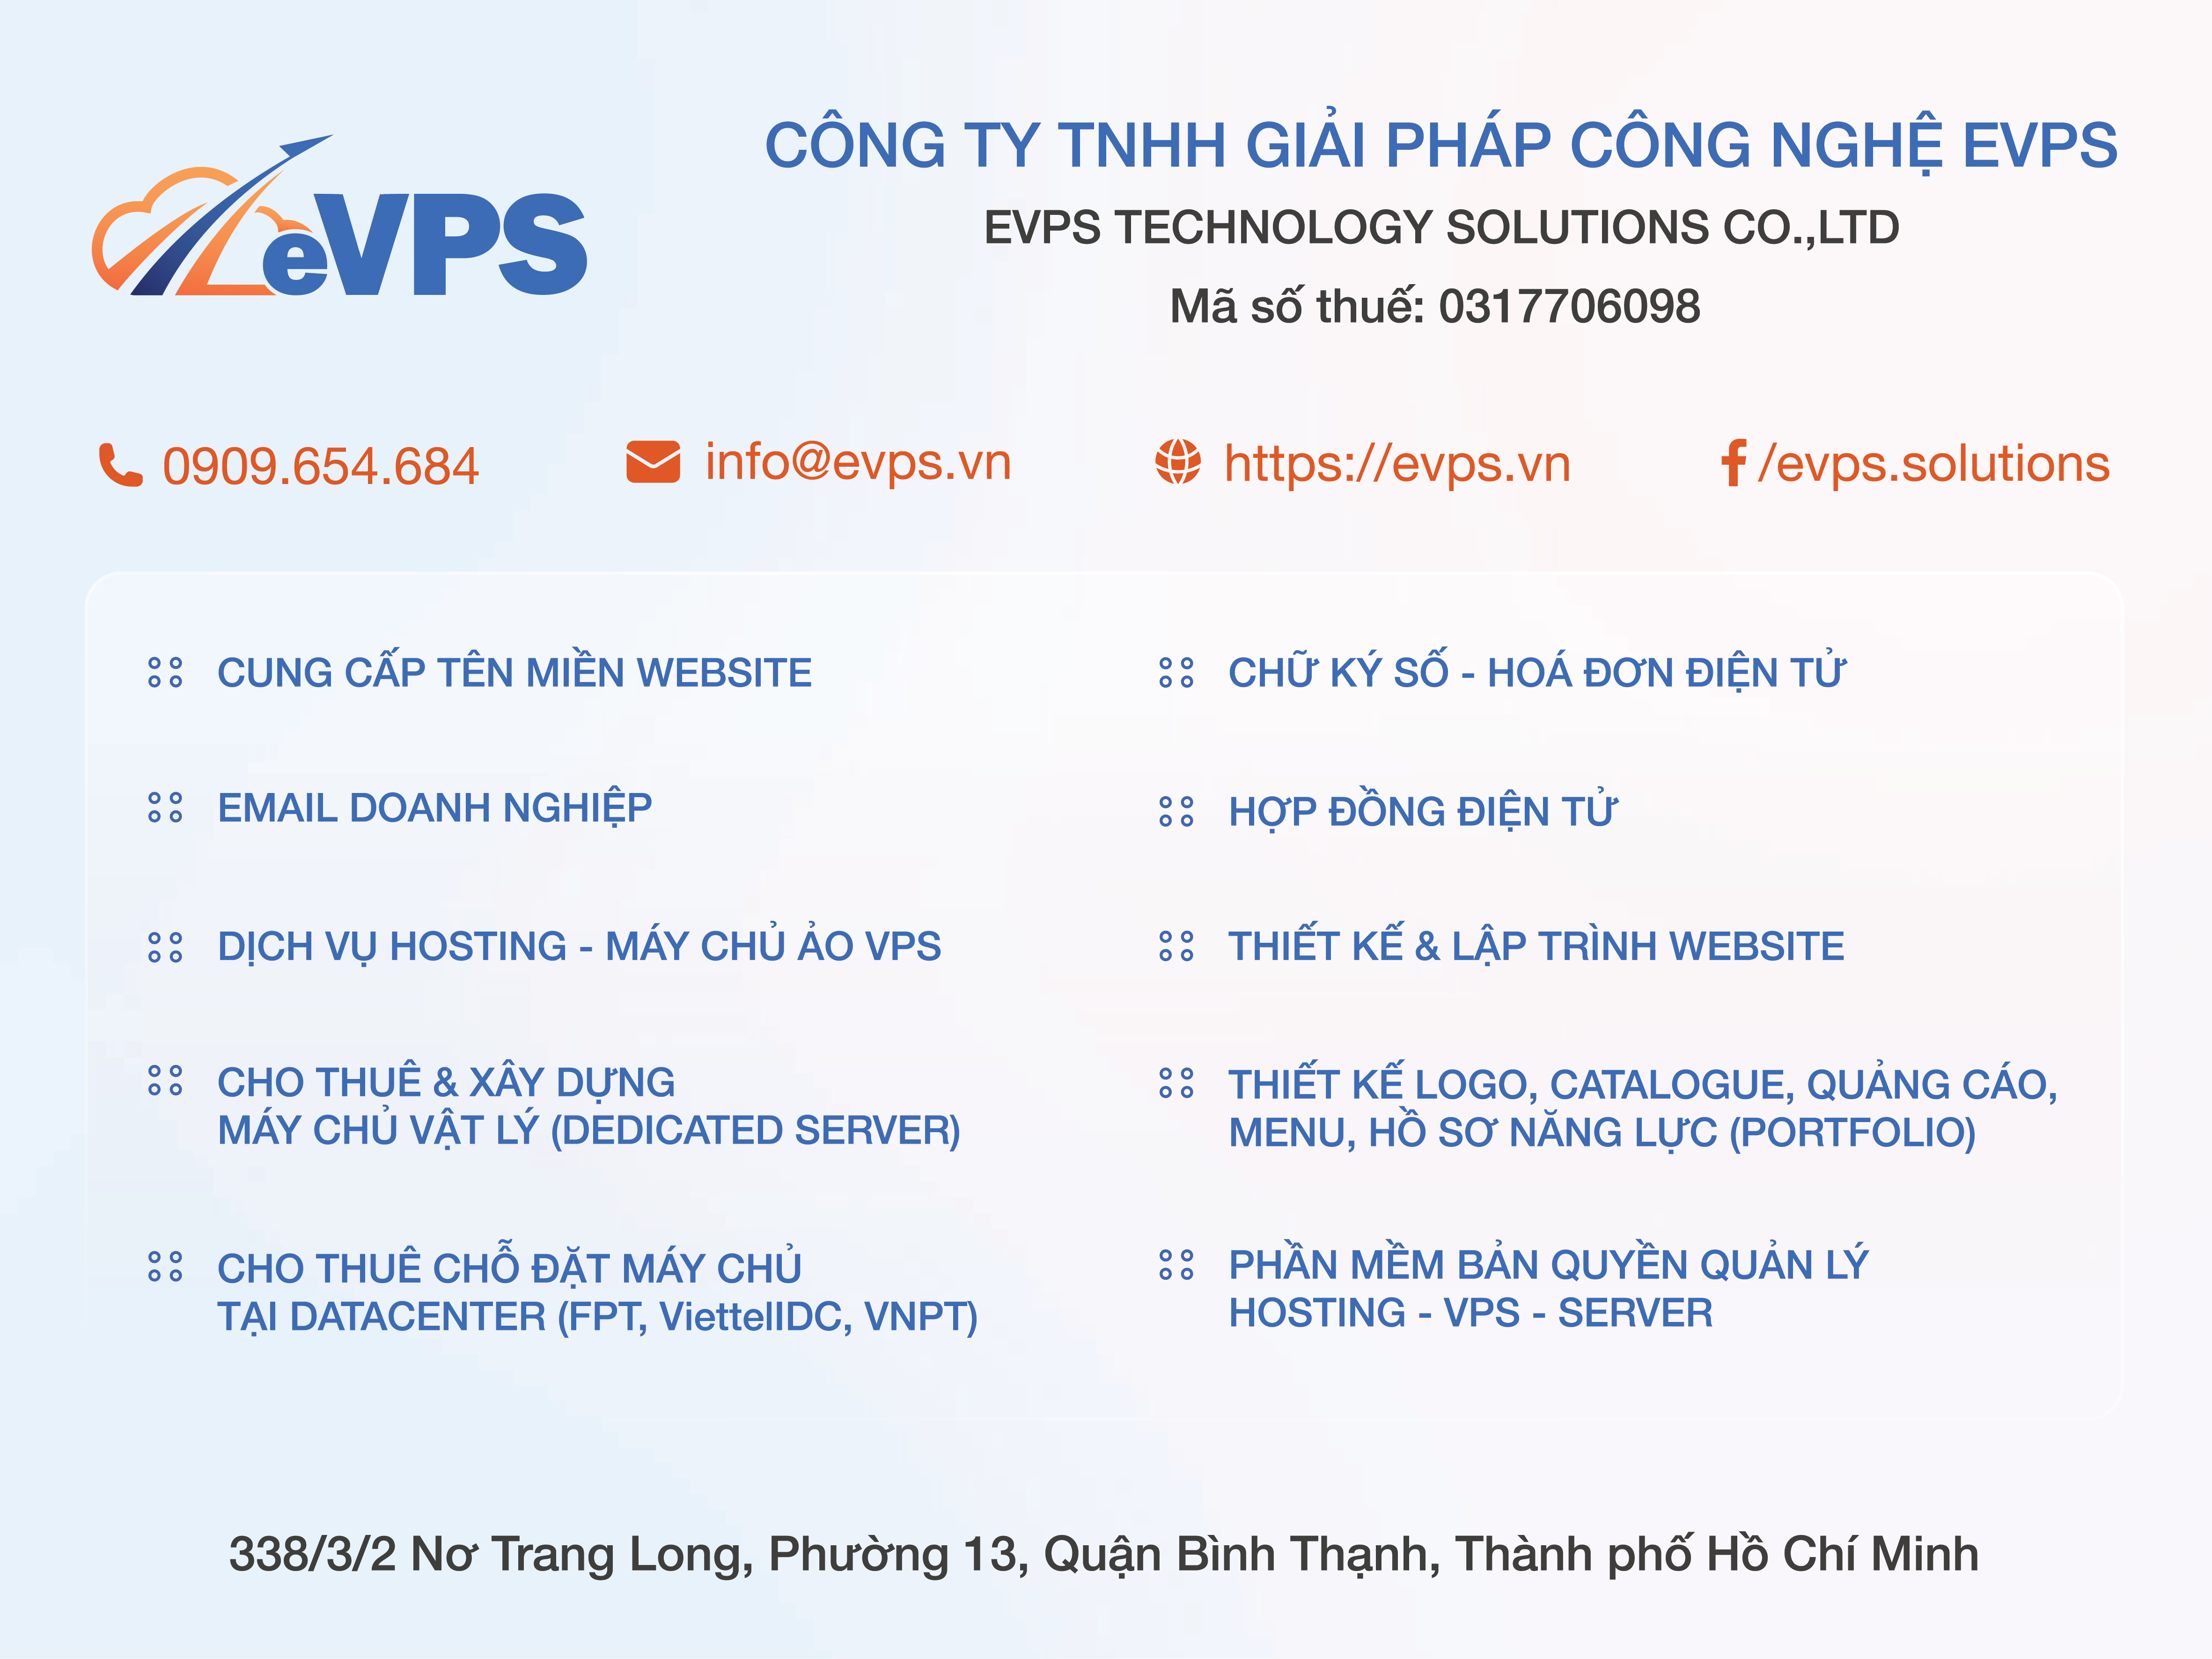 eVPS
CÔNG TY TNHH GIẢI PHÁP CÔNG NGHỆ EVPS
EVPS TECHNOLOGY SOLUTIONS CO.,LTD
Mã số thuế: 0317706098
0909.654.684
info@evps.vn
https://evps.vn
/evps.solutions
CUNG CẤP TÊN MIỀN WEBSITE
EMAIL DOANH NGHIỆP
DỊCH VỤ HOSTING - MÁY CHỦ ẢO VPS
CHO THUÊ & XÂY DỰNG
MÁY CHỦ VẬT LÝ (DEDICATED SERVER)
CHO THUÊ CHỖ ĐẶT MÁY CHỦ
TẠI DATACENTER (FPT, ViettelIDC, VNPT)
CHỮ KÝ SỐ - HOÁ ĐƠN ĐIỆN TỬ
HỢP ĐỒNG ĐIỆN TỬ
THIẾT KẾ & LẬP TRÌNH WEBSITE
THIẾT KẾ LOGO, CATALOGUE, QUẢNG CÁO,
MENU, HỒ SƠ NĂNG LỰC (PORTFOLIO)
PHẦN MỀM BẢN QUYỀN QUẢN LÝ
HOSTING - VPS - SERVER
338/3/2 Nơ Trang Long, Phường 13, Quận Bình Thạnh, Thành phố Hồ Chí Minh